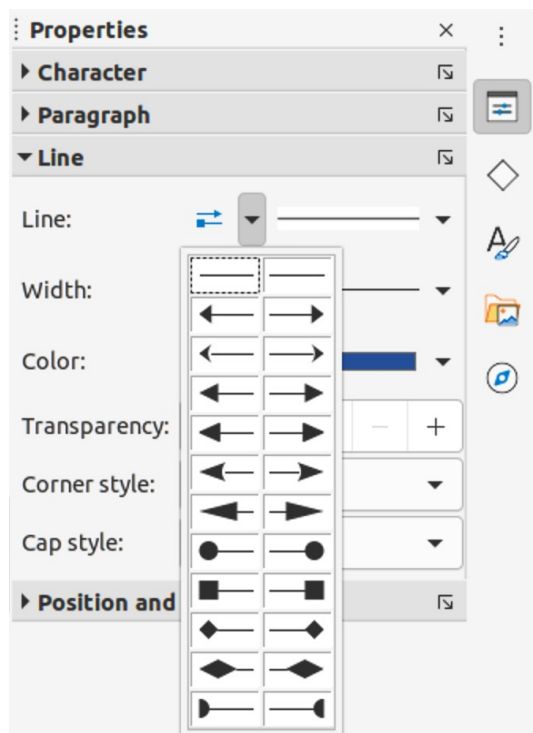 Properties
Character
Paragraph
Line
Line:
Width:
Color:
Transparency:
Corner style:
Cap style:
Position and